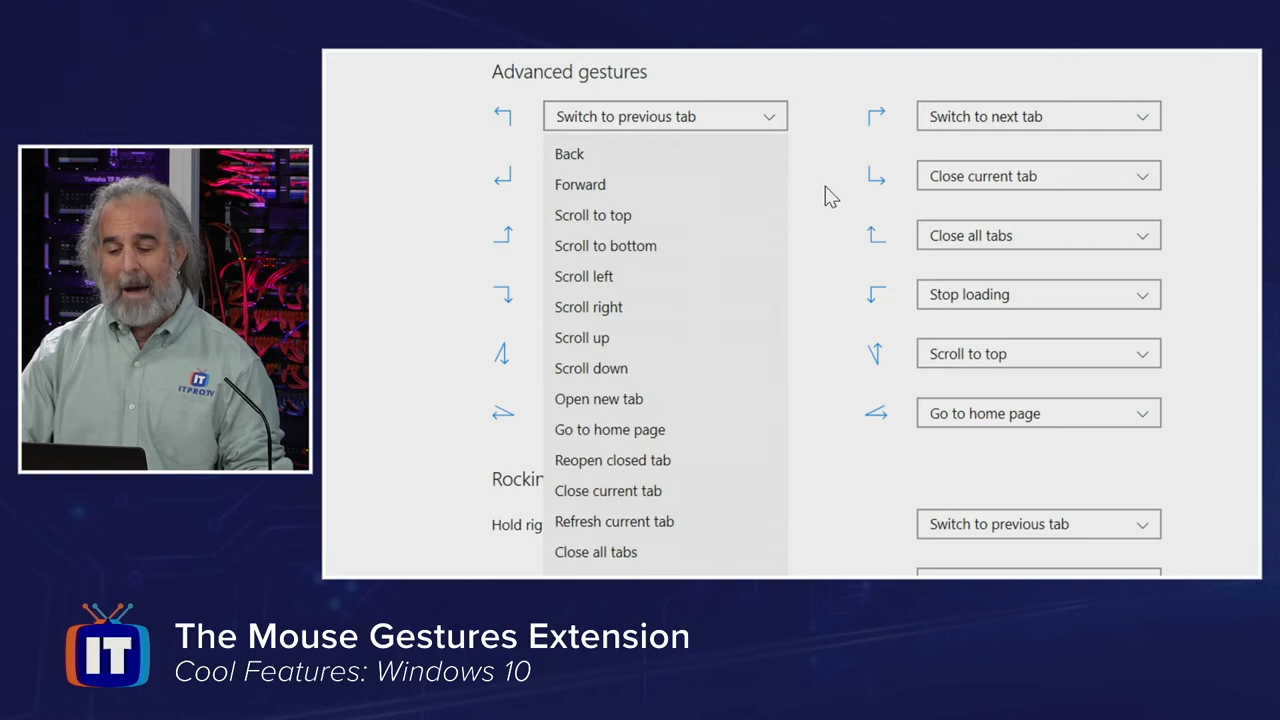 Advanced gestures
Switch to previous tab
Switch to next tab
Back
Forward
Close current tab
Scroll to top
Scroll to bottom
Close all tabs
Scroll left
Scroll right
Stop loading
Scroll up
Scroll down
Scroll to top
Open new tab
Go to home page
Go to home page
Reopen closed tab
Rockin
Close current tab
Hold rig
Refresh current tab
Switch to previous tab
Close all tabs
IT
ITPROTV
IT
The Mouse Gestures Extension
Cool Features: Windows 10